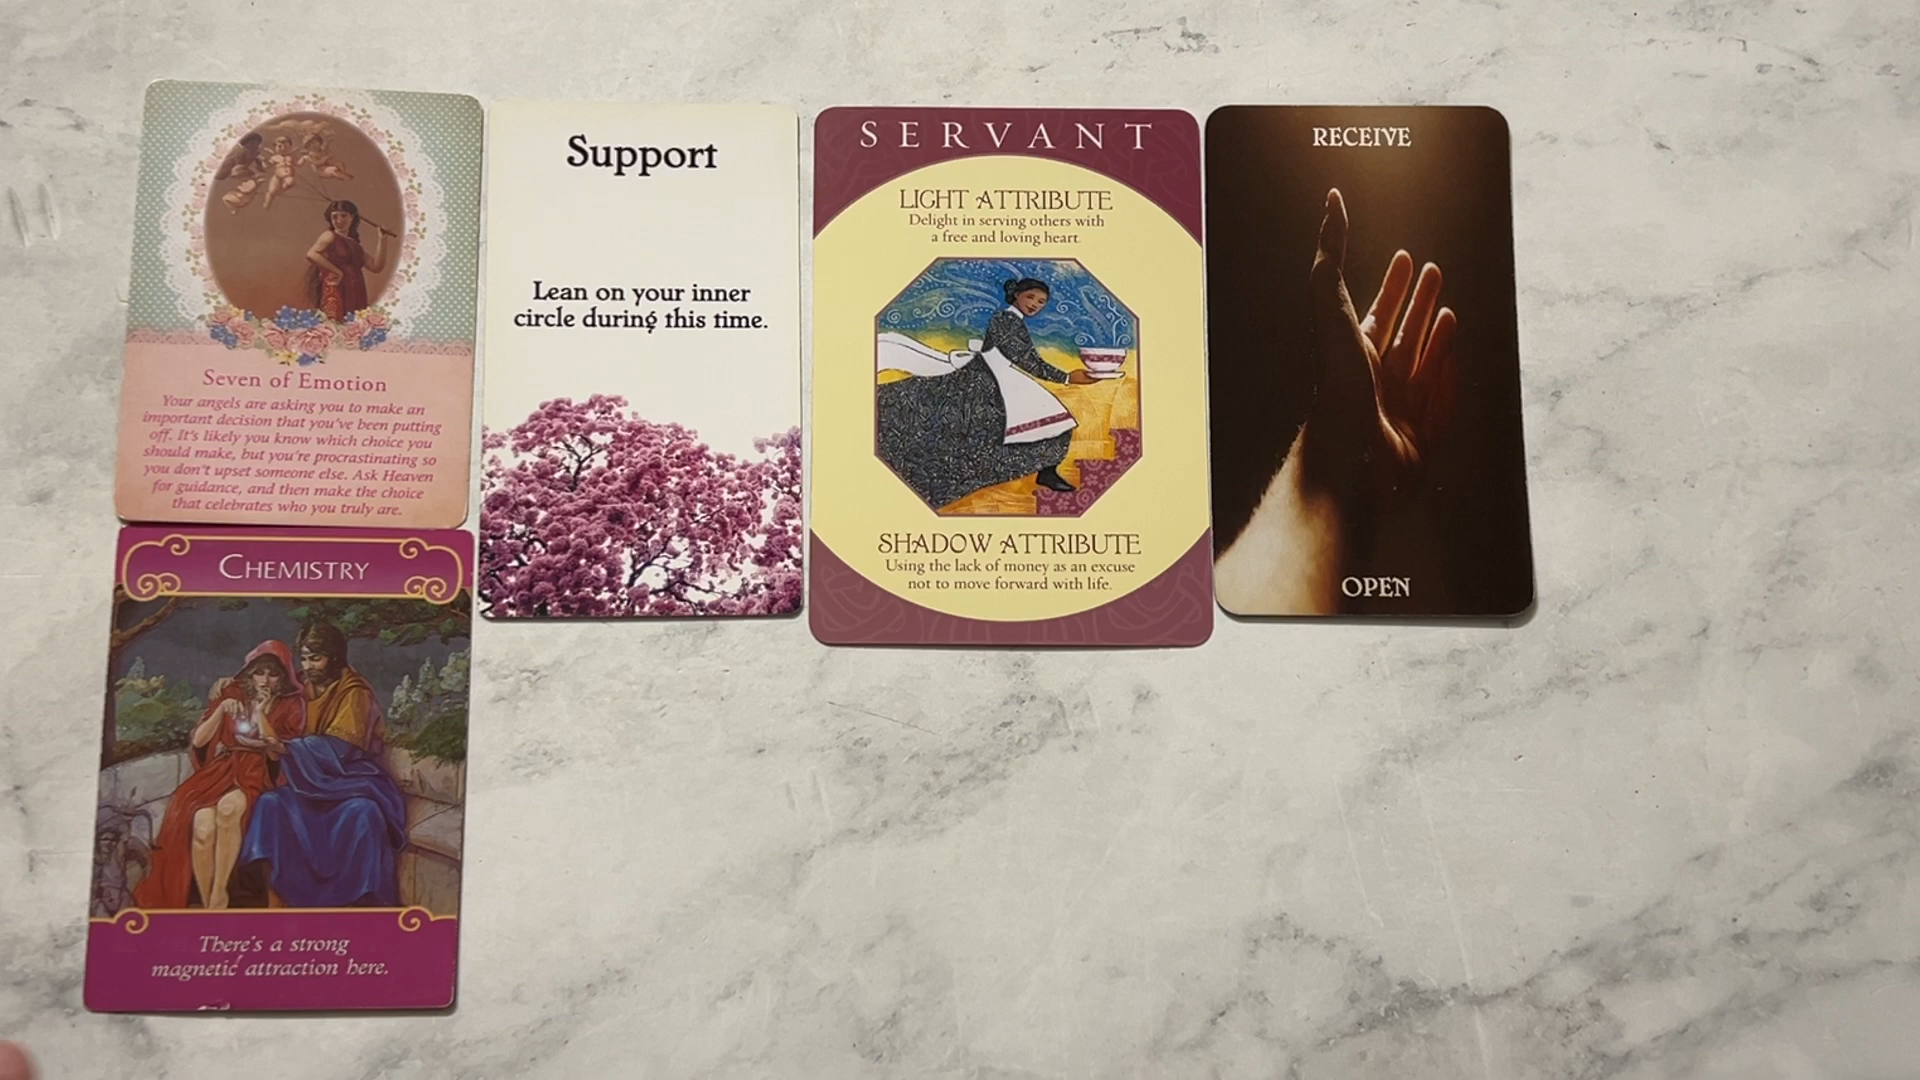 Seven of Emotion
Your angels are asking you to make an
important decision that you've been putting
off. It's likely you know which choice you
should make, but you're procrastinating so
you don't upset someone else. Ask Heaven
for guidance, and then make the choice
that celebrates who you truly are.
CHEMISTRY
There's a strong
magnetic attraction here.
Support
Lean on your inner
circle during this time.
SERVANT
LIGHT ATTRIBUTE
Delight in serving others with
a free and loving heart.
SHADOW ATTRIBUTE
Using the lack of money as an excuse
not to move forward with life.
RECEIVE
OPEN